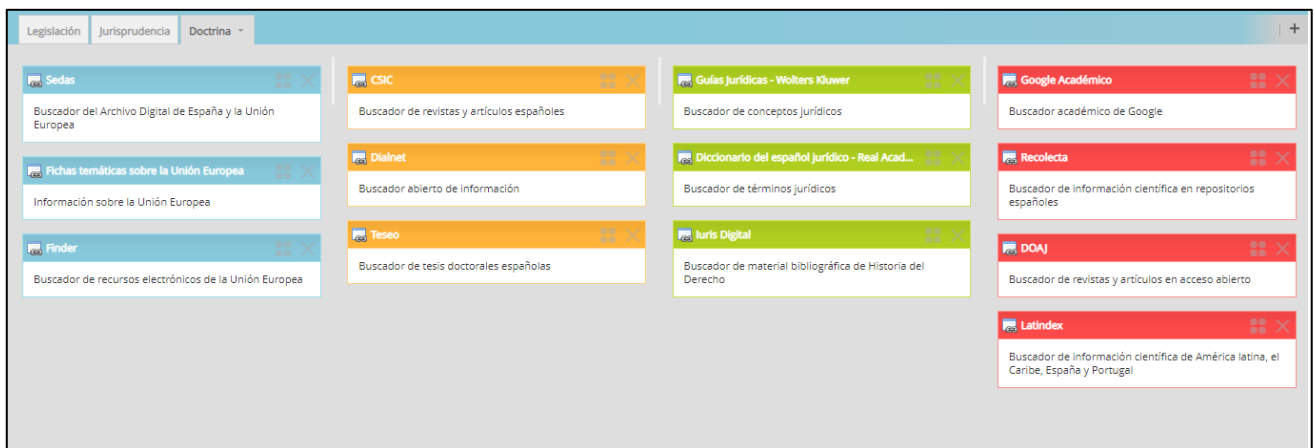 Legislación
Jurisprudencia
Doctrina
+
Sedas
Buscador del Archivo Digital de España y la Unión
Europea
Fichas temáticas sobre la Unión Europea
Información sobre la Unión Europea
Finder
Buscador de recursos electrónicos de la Unión Europea
CSIC
Buscador de revistas y artículos españoles
Dialnet
Buscador abierto de información
Teseo
Buscador de tesis doctorales españolas
Guías Jurídicas - Wolters Kluwer
Buscador de conceptos jurídicos
Diccionario del español jurídico - Real Acad...
Buscador de términos jurídicos
Iuris Digital
Buscador de material bibliográfica de Historia del
Derecho
Google Académico
Buscador académico de Google
Recolecta
Buscador de información científica en repositorios
españoles
DOAJ
Buscador de revistas y artículos en acceso abierto
Latindex
Buscador de información científica de América latina, el
Caribe, España y Portugal